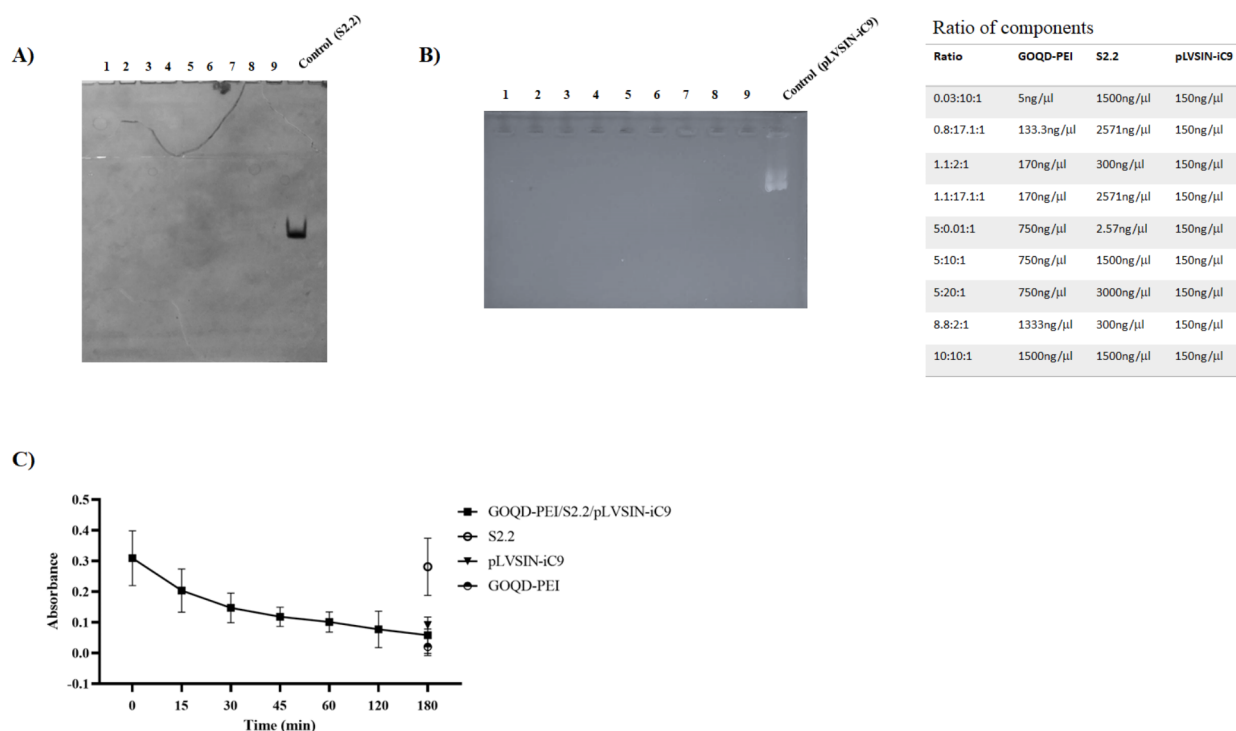 A)
1 2 3 4 5 6 7 8 9 Control (S2.2)
B)
1 2 3 4 5 6 7 8 9 Control (pLVSIN-iC9)
Ratio of components
Ratio GOQD-PEI S2.2 pLVSIN-iC9
0.03:10:1 5ng/µl 1500ng/µl 150ng/µl
0.8:17.1:1 133.3ng/µl 2571ng/µl 150ng/µl
1.1:2:1 170ng/µl 300ng/µl 150ng/µl
1.1:17.1:1 170ng/µl 2571ng/µl 150ng/µl
5:0.01:1 750ng/µl 2.57ng/µl 150ng/µl
5:10:1 750ng/µl 1500ng/µl 150ng/µl
5:20:1 750ng/µl 3000ng/µl 150ng/µl
8.8:2:1 1333ng/µl 300ng/µl 150ng/µl
10:10:1 1500ng/µl 1500ng/µl 150ng/µl
C)
Absorbance
0.5
0.4
0.3
0.2
0.1
0.0
-0.1
0 15 30 45 60 120 180
Time (min)
GOQD-PEI/S2.2/pLVSIN-iC9
S2.2
pLVSIN-iC9
GOQD-PEI